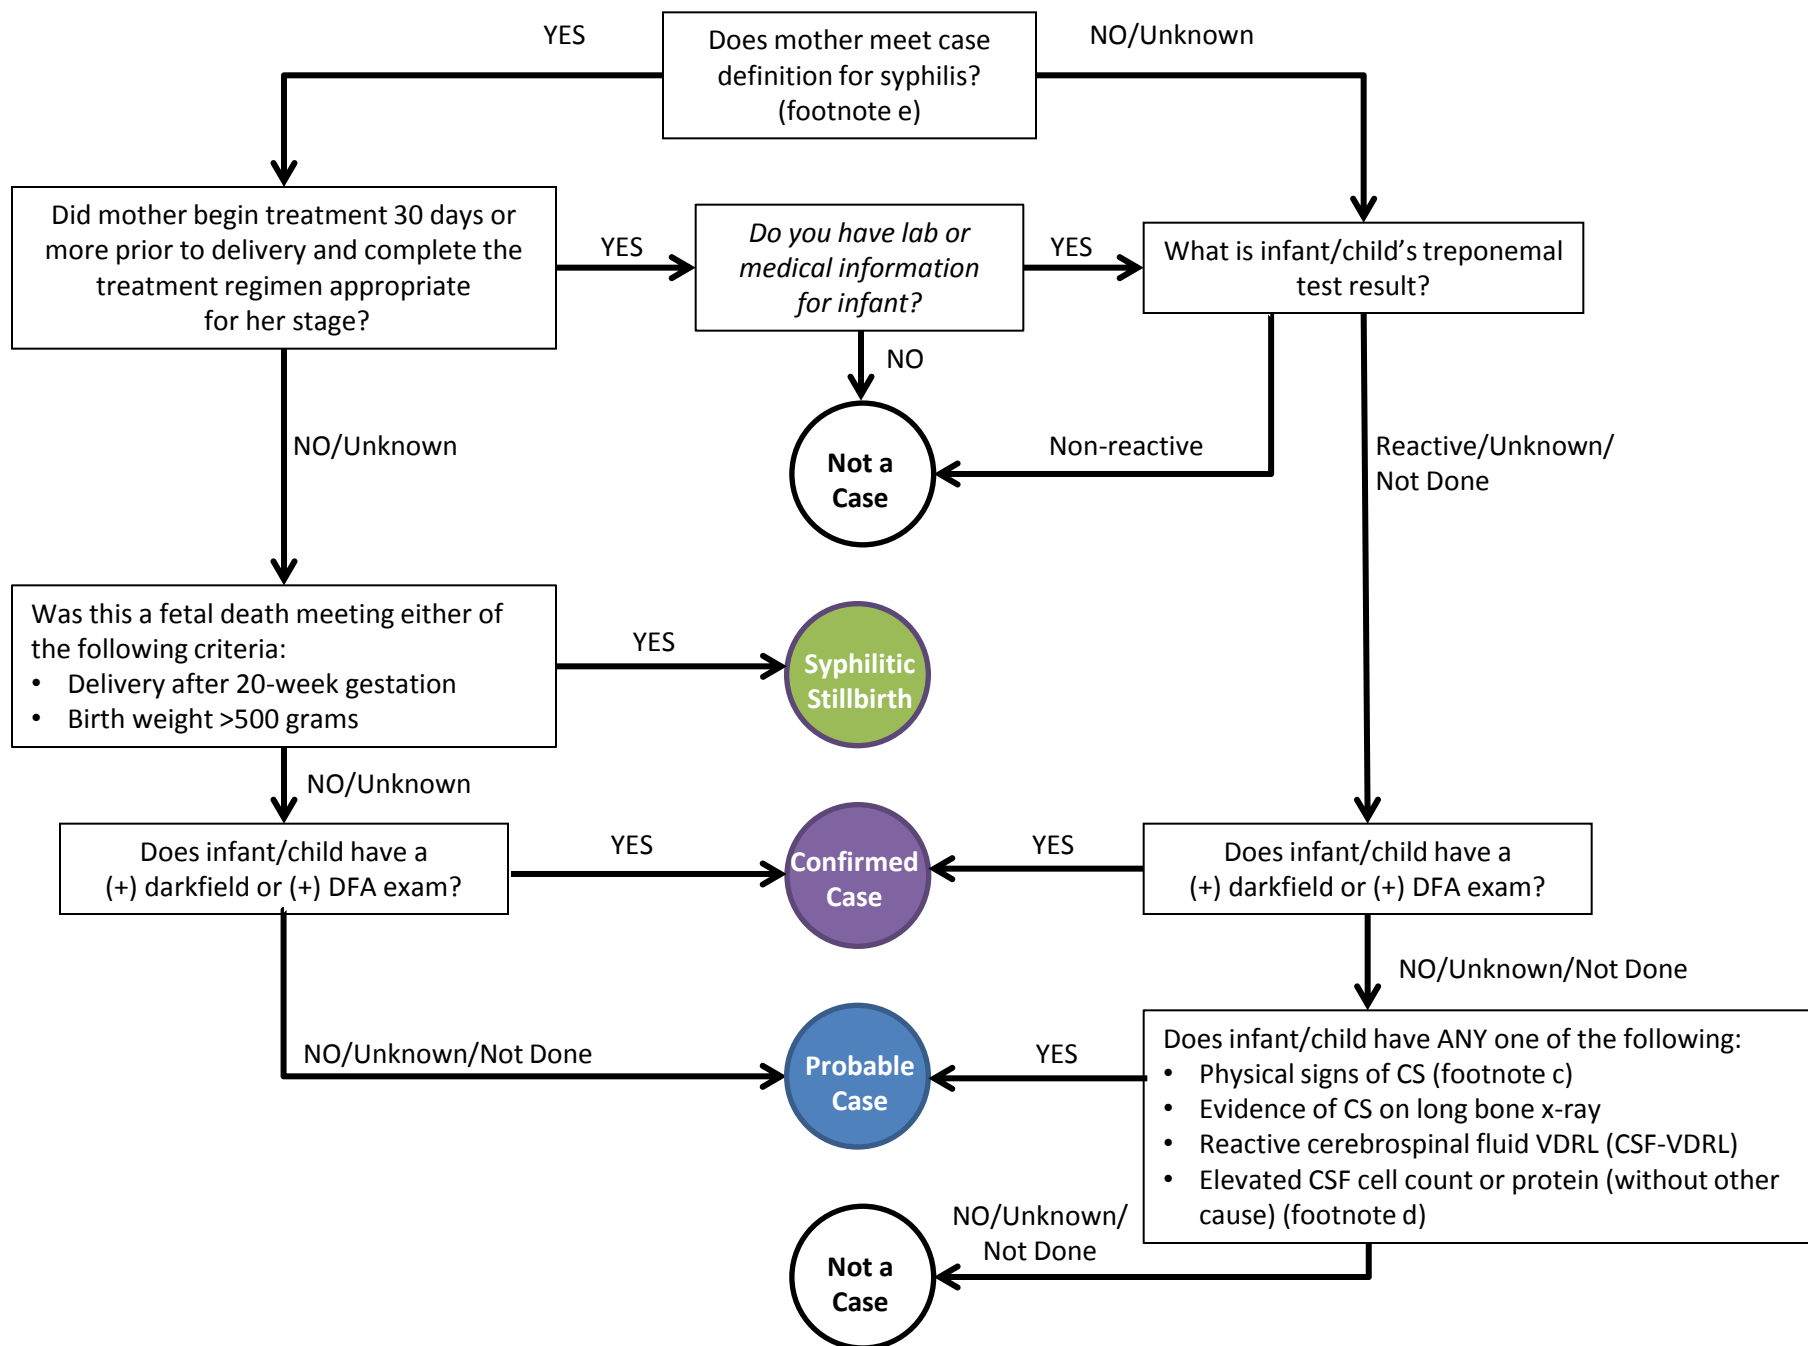 YES
Does mother meet case
definition for syphilis?
(footnote e)
NO/Unknown
Did mother begin treatment 30 days or
more prior to delivery and complete the
treatment regimen appropriate
for her stage?
YES
Do you have lab or
medical information
for infant?
YES
What is infant/child’s treponemal
test result?
NO
NO/Unknown
Not a
Case
Non-reactive
Reactive/Unknown/
Not Done
Was this a fetal death meeting either of
the following criteria:
• Delivery after 20-week gestation
• Birth weight >500 grams
YES
Syphilitic
Stillbirth
NO/Unknown
Does infant/child have a
(+) darkfield or (+) DFA exam?
YES
Confirmed
Case
YES
Does infant/child have a
(+) darkfield or (+) DFA exam?
NO/Unknown/Not Done
NO/Unknown/Not Done
Probable
Case
YES
Does infant/child have ANY one of the following:
• Physical signs of CS (footnote c)
• Evidence of CS on long bone x-ray
• Reactive cerebrospinal fluid VDRL (CSF-VDRL)
• Elevated CSF cell count or protein (without other
cause) (footnote d)
NO/Unknown/
Not Done
Not a
Case